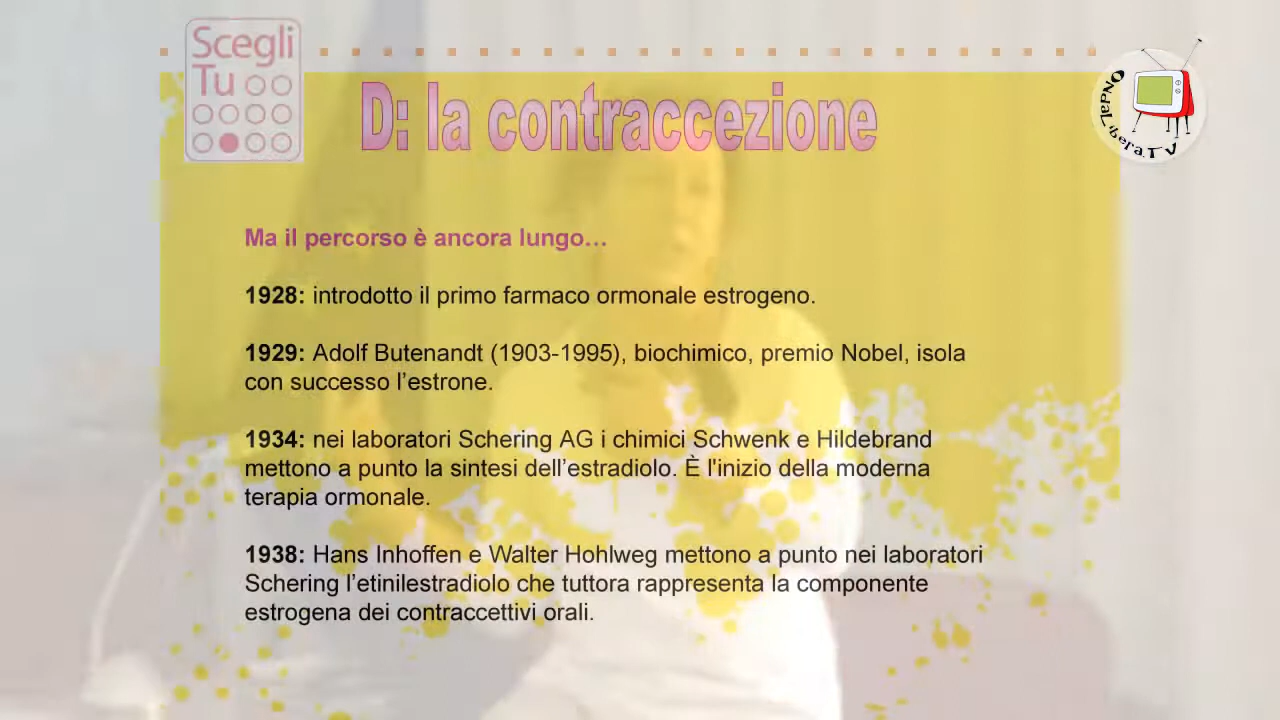 Scegli
Tu
D: la contraccezione
OndaLiberaTV
Ma il percorso è ancora lungo…
1928: introdotto il primo farmaco ormonale estrogeno.
1929: Adolf Butenandt (1903-1995), biochimico, premio Nobel, isola
con successo l’estrone.
1934: nei laboratori Schering AG i chimici Schwenk e Hildebrand
mettono a punto la sintesi dell’estradiolo. È l'inizio della moderna
terapia ormonale.
1938: Hans Inhoffen e Walter Hohlweg mettono a punto nei laboratori
Schering l’etinilestradiolo che tuttora rappresenta la componente
estrogena dei contraccettivi orali.